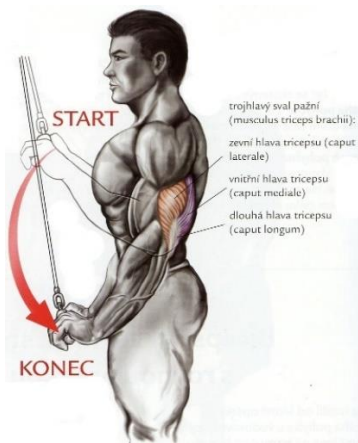 START
trojhlavý sval pažní
(musculus triceps brachii):
zevní hlava tricepsu (caput
laterale)
vnitřní hlava tricepsu
(caput mediale)
dlouhá hlava tricepsu
(caput longum)
KONEC